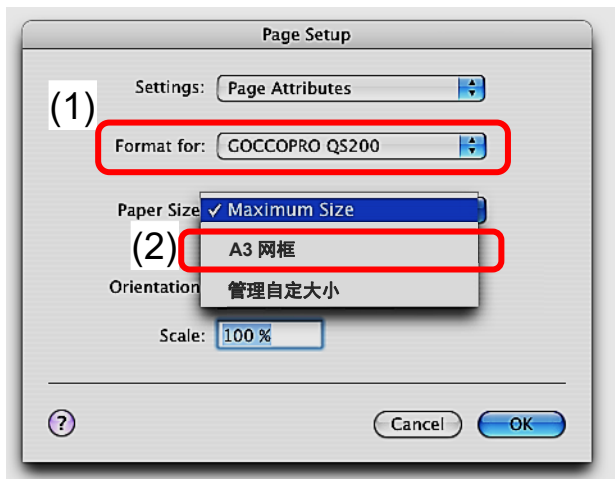 Page Setup
Settings: Page Attributes
(1)
Format for: GOCCOPRO QS200
Paper Size ✓ Maximum Size
(2) A3 网框
Orientation 管理自定大小
Scale: 100 %
? Cancel OK